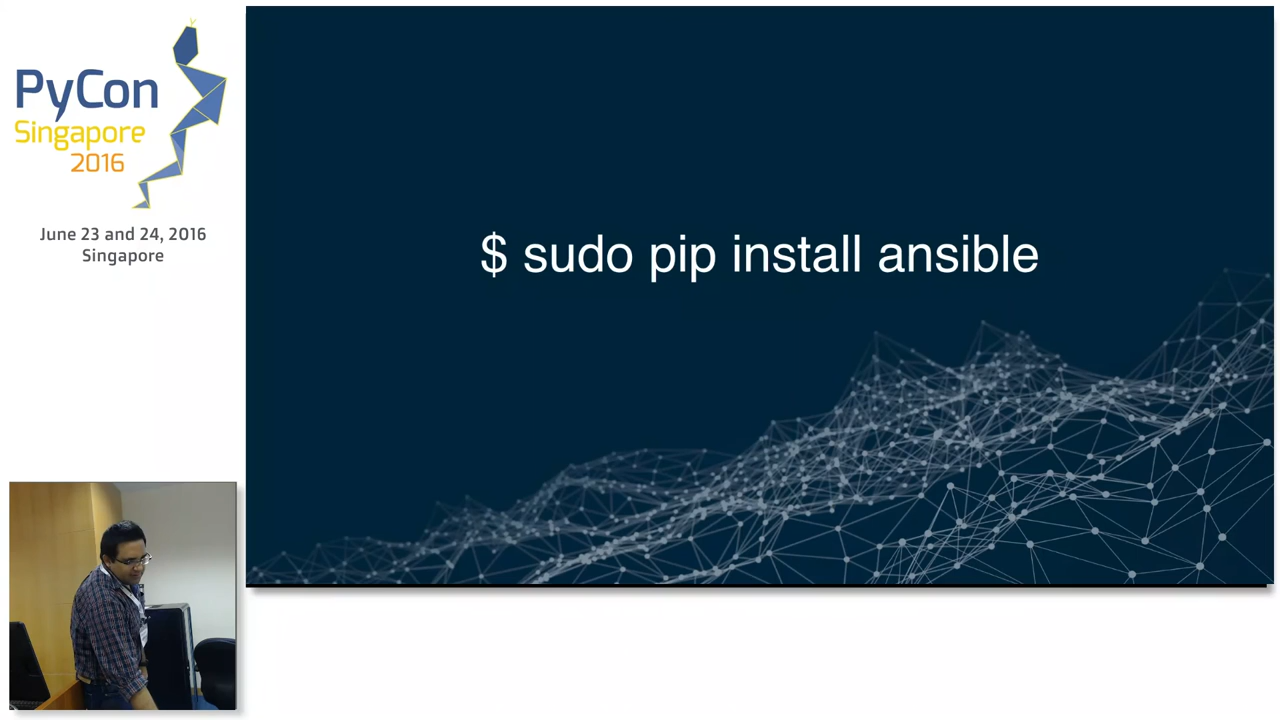 PyCon
Singapore
2016
June 23 and 24, 2016
Singapore
$ sudo pip install ansible